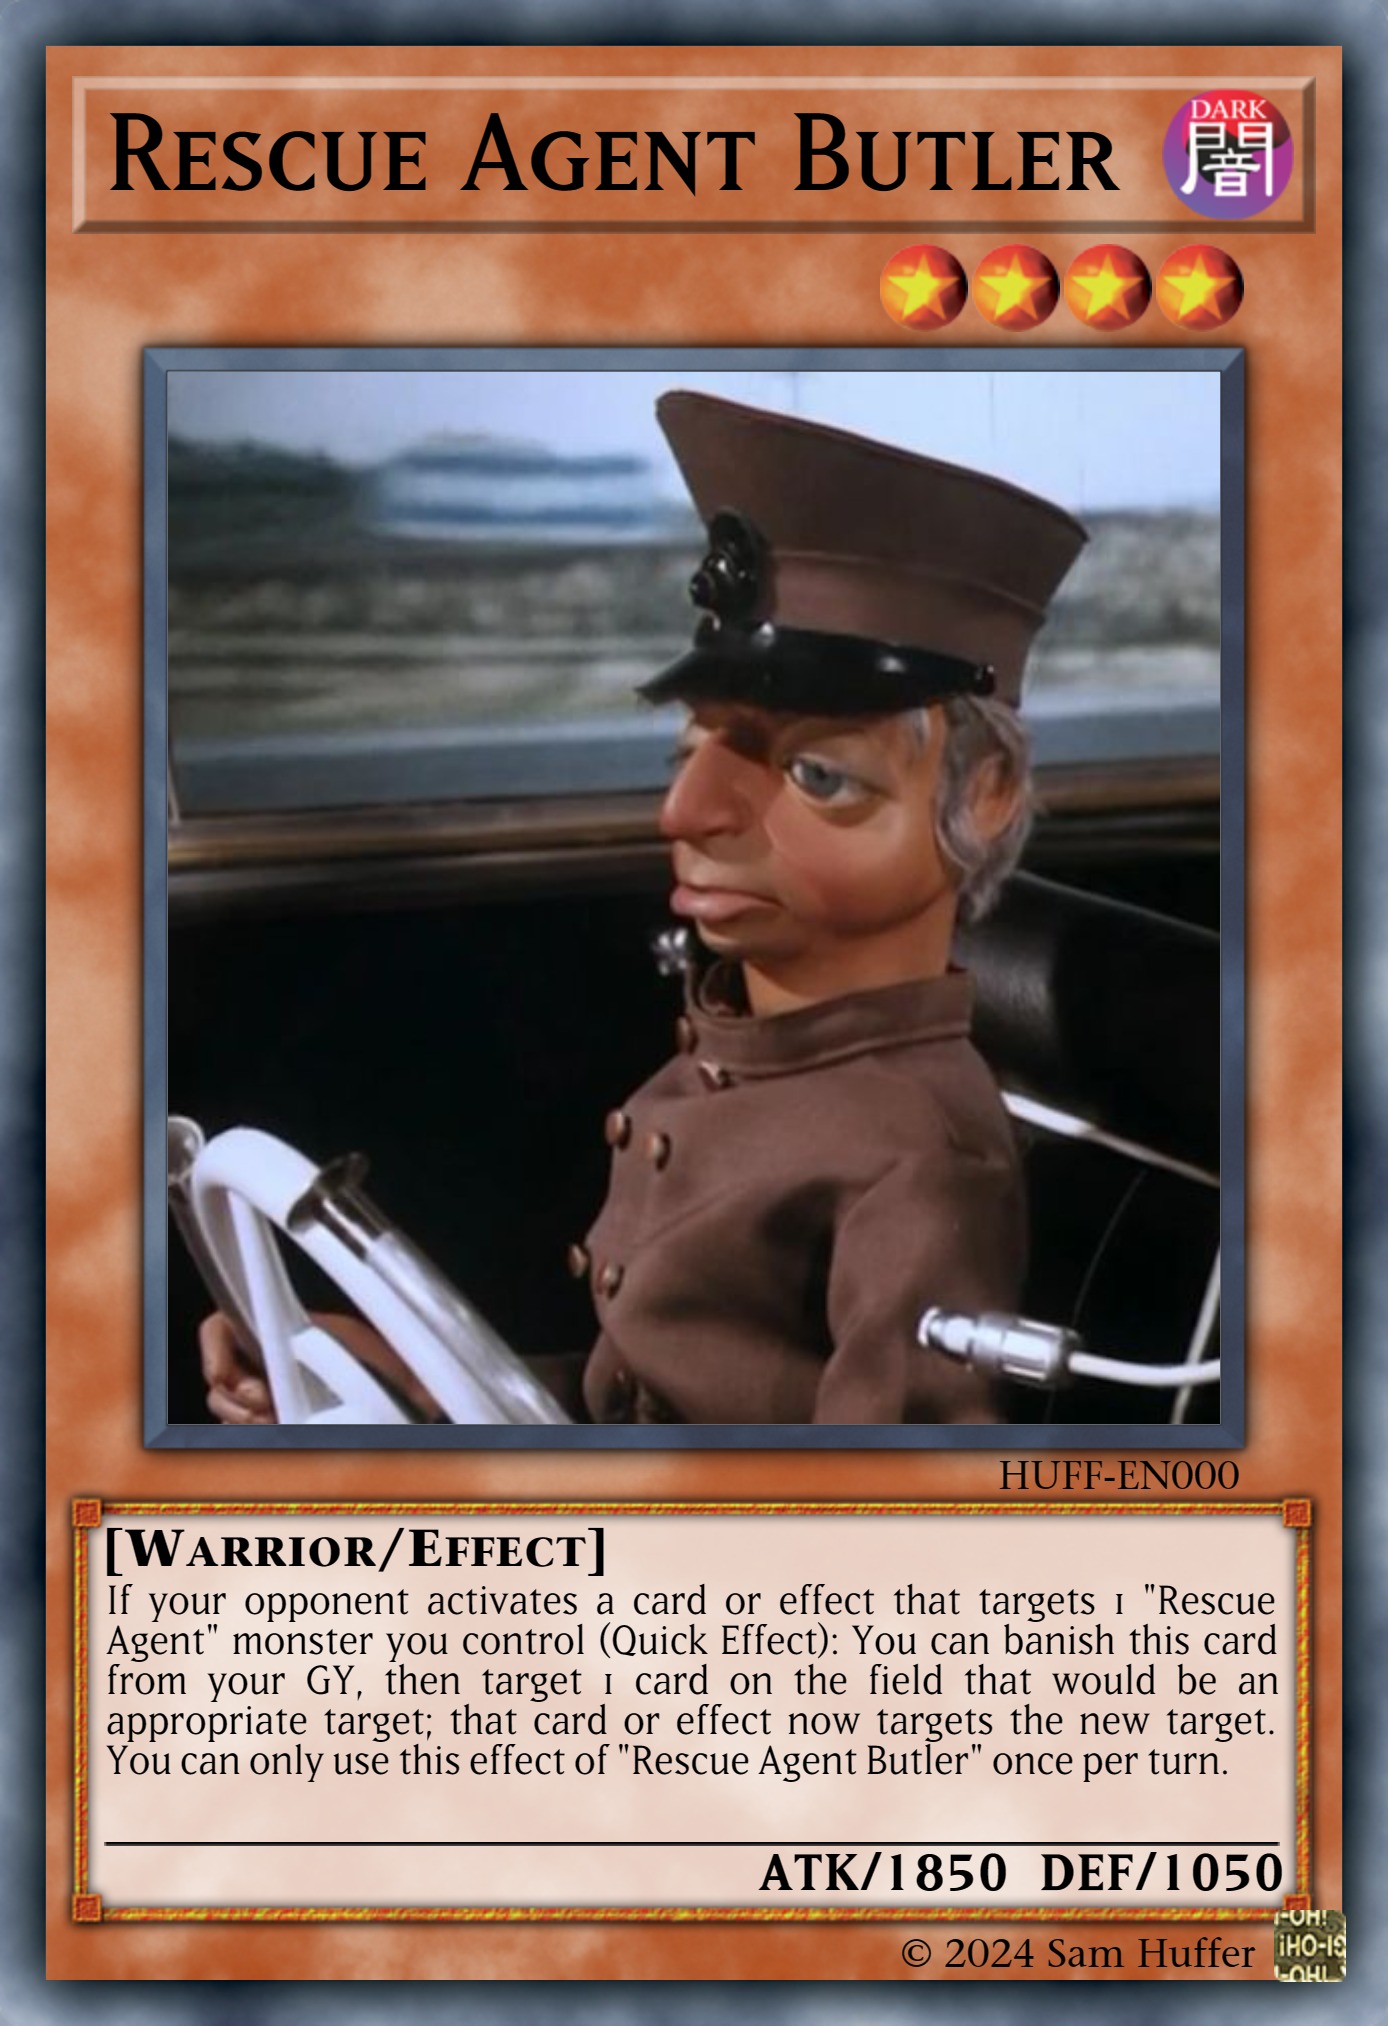 Rescue Agent Butler
DARK
闇
HUFF-EN000
[Warrior/Effect]
If your opponent activates a card or effect that targets 1 "Rescue
Agent" monster you control (Quick Effect): You can banish this card
from your GY, then target 1 card on the field that would be an
appropriate target; that card or effect now targets the new target.
You can only use this effect of "Rescue Agent Butler" once per turn.
ATK/1850 DEF/1050
© 2024 Sam Huffer